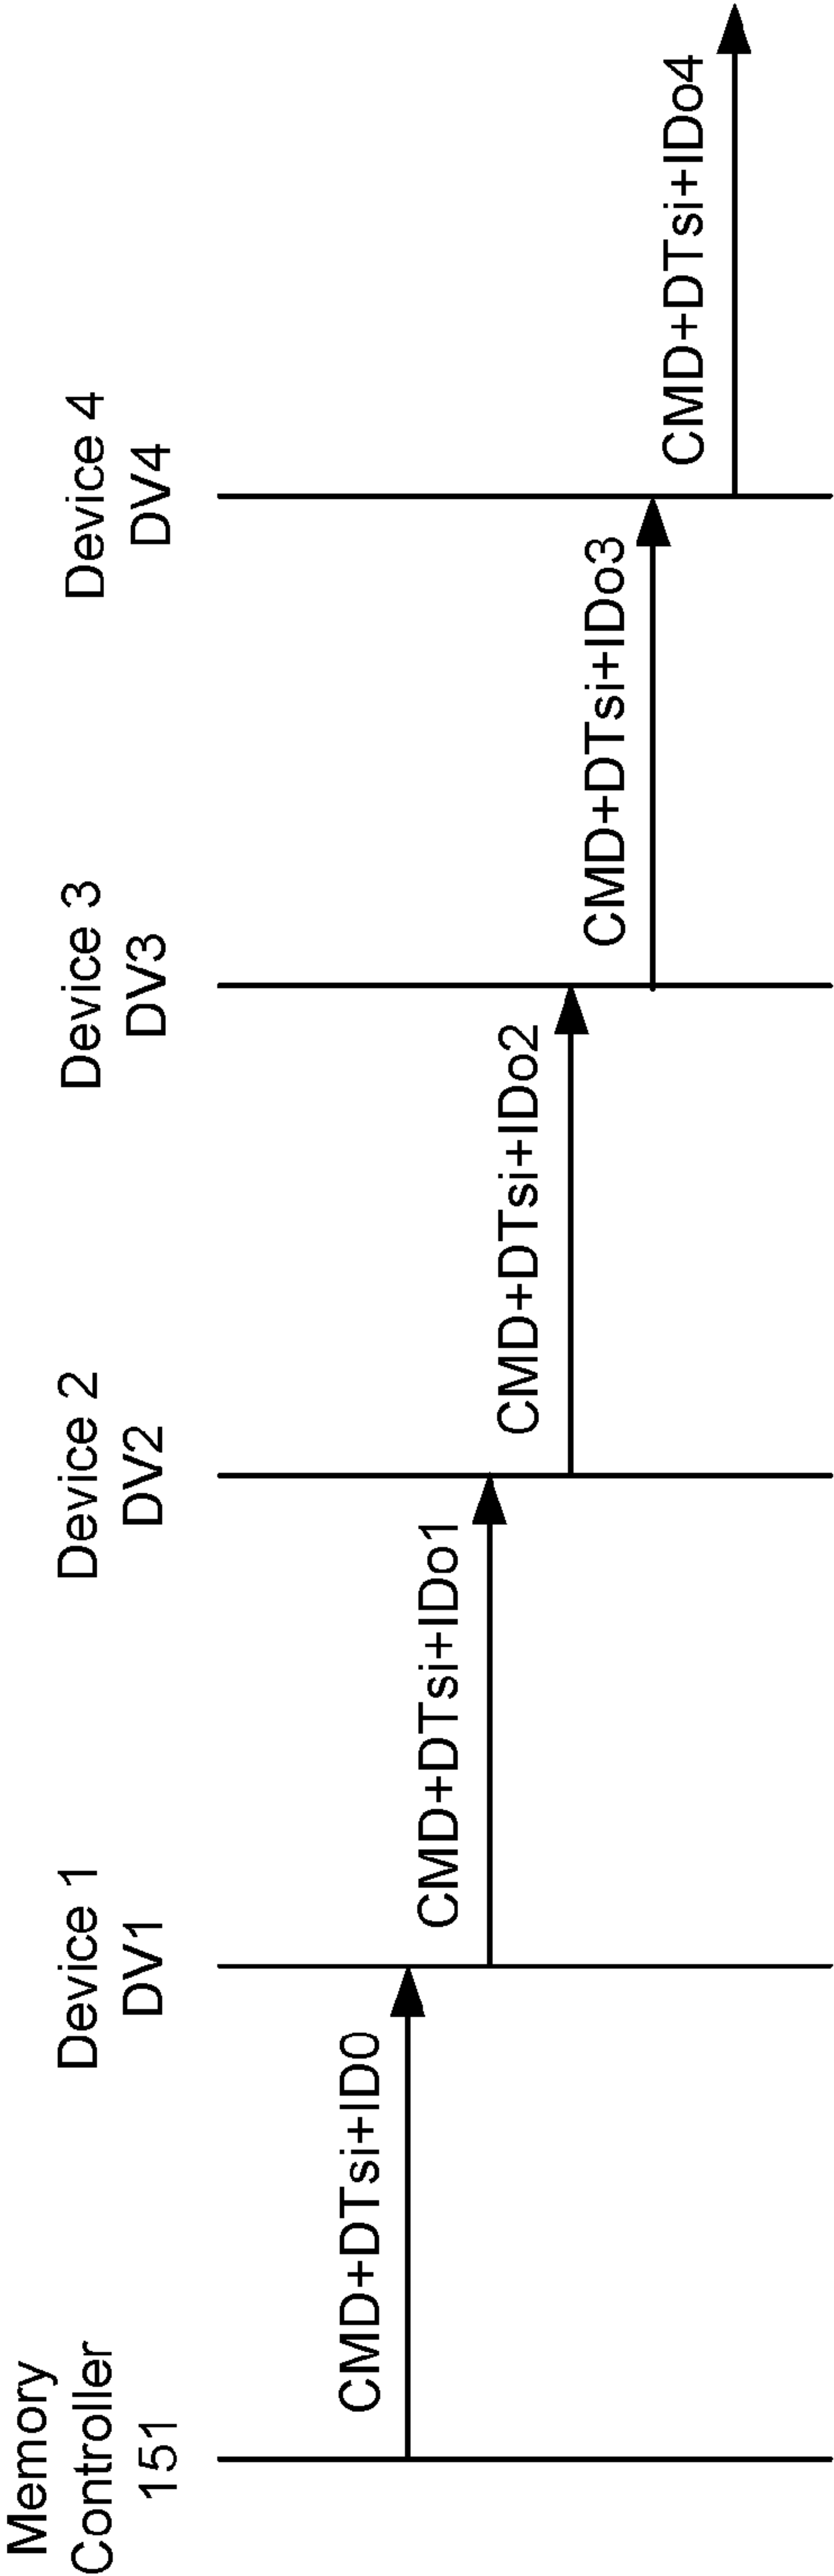 Memory
Controller
151
Device 1
DV1
Device 2
DV2
Device 3
DV3
Device 4
DV4
CMD+DTsi+ID0
CMD+DTsi+IDo1
CMD+DTsi+IDo2
CMD+DTsi+IDo3
CMD+DTsi+IDo4